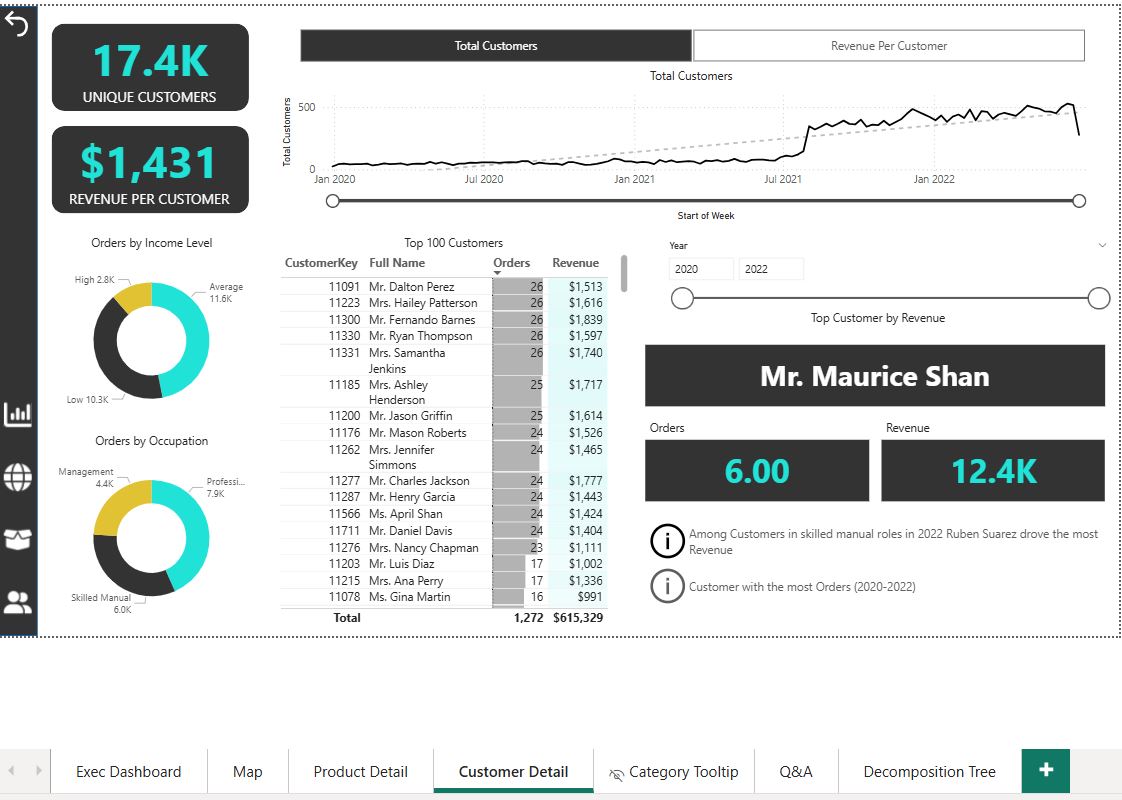 17.4K
UNIQUE CUSTOMERS
$1,431
REVENUE PER CUSTOMER
Total Customers
Revenue Per Customer
Total Customers
Total Customers
500
0
Jan 2020
Jul 2020
Jan 2021
Jul 2021
Jan 2022
Start of Week
Orders by Income Level
High 2.8K
Average
11.6K
Low 10.3K
Orders by Occupation
Management
4.4K
Professi...
7.9K
Skilled Manual
6.0K
Top 100 Customers
CustomerKey Full Name Orders Revenue
11091 Mr. Dalton Perez 26 $1,513
11223 Mrs. Hailey Patterson 26 $1,616
11300 Mr. Fernando Barnes 26 $1,839
11330 Mr. Ryan Thompson 26 $1,597
11331 Mrs. Samantha 26 $1,740
Jenkins
11185 Mrs. Ashley 25 $1,717
Henderson
11200 Mr. Jason Griffin 25 $1,614
11176 Mr. Mason Roberts 24 $1,526
11262 Mrs. Jennifer 24 $1,465
Simmons
11277 Mr. Charles Jackson 24 $1,777
11287 Mr. Henry Garcia 24 $1,443
11566 Ms. April Shan 24 $1,424
11711 Mr. Daniel Davis 24 $1,404
11276 Mrs. Nancy Chapman 23 $1,111
11203 Mr. Luis Diaz 17 $1,002
11215 Mrs. Ana Perry 17 $1,336
11078 Ms. Gina Martin 16 $991
Total 1,272 $615,329
Year
2020
2022
Top Customer by Revenue
Mr. Maurice Shan
Orders
Revenue
6.00
12.4K
Among Customers in skilled manual roles in 2022 Ruben Suarez drove the most
Revenue
Customer with the most Orders (2020-2022)
Exec Dashboard
Map
Product Detail
Customer Detail
Category Tooltip
Q&A
Decomposition Tree
+